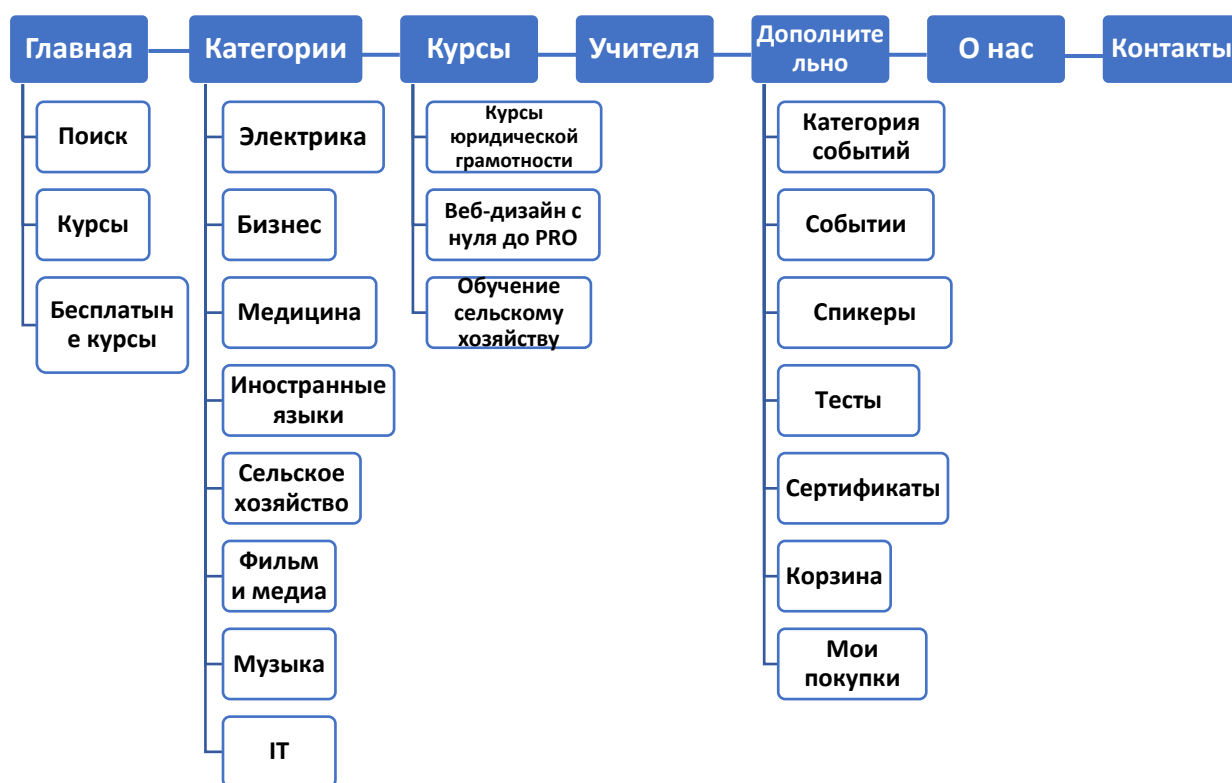 Главная
Поиск
Курсы
Бесплатын
е курсы
Категории
Электрика
Бизнес
Медицина
Иностранные
языки
Сельское
хозяйство
Фильм
и медиа
Музыка
IT
Курсы
Курсы
юридической
грамотности
Веб-дизайн с
нуля до PRO
Обучение
сельскому
хозяйству
Учителя
Дополните
льно
Категория
событий
Событии
Спикеры
Тесты
Сертификаты
Корзина
Мои
покупки
О нас
Контакты